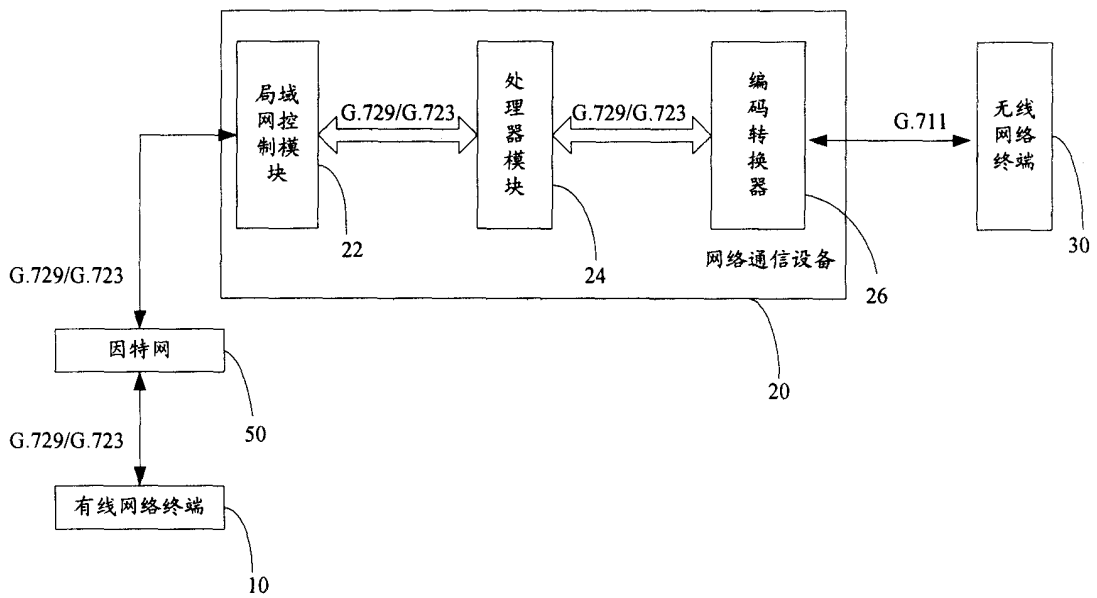 局域
网控
制模
块
22
G.729/G.723
处
理
器
模
块
24
G.729/G.723
编
码
转
换
器
26
网络通信设备
20
G.711
无线
网络
终端
30
G.729/G.723
因特网
50
G.729/G.723
有线网络终端
10